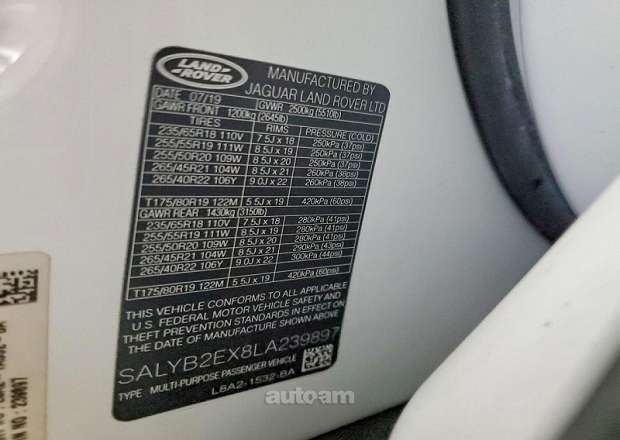 LAND
ROVER
MANUFACTURED BY
JAGUAR LAND ROVER LTD
DATE 07/19 GVWR 2500kg (5510lb)
GAWR FRONT 1200kg (2645lb)
TIRES RIMS PRESSURE (COLD)
235/65R18 110V 7.5J x 18 250kPa (37psi)
255/55R19 111W 8.5J x 19 250kPa (37psi)
255/50R20 109W 8.5J x 20 250kPa (37psi)
265/45R21 104W 8.5J x 21 260kPa (38psi)
265/40R22 106Y 9.0J x 22 260kPa (38psi)
T175/80R19 122M 5.5J x 19 420kPa (60psi)
GAWR REAR 1430kg (3150lb)
235/65R18 110V 7.5J x 18 280kPa (41psi)
255/55R19 111W 8.5J x 19 280kPa (41psi)
255/50R20 109W 8.5J x 20 280kPa (41psi)
265/45R21 104W 8.5J x 21 290kPa (43psi)
265/40R22 106Y 9.0J x 22 300kPa (44psi)
T175/80R19 122M 5.5J x 19 420kPa (60psi)
THIS VEHICLE CONFORMS TO ALL APPLICABLE
U.S. FEDERAL MOTOR VEHICLE SAFETY AND
THEFT PREVENTION STANDARDS IN EFFECT ON
THE DATE OF MANUFACTURE SHOWN ABOVE
SALYB2EX8LA239897
TYPE MULTI-PURPOSE PASSENGER VEHICLE
L8A2-1532-BA
auto.am